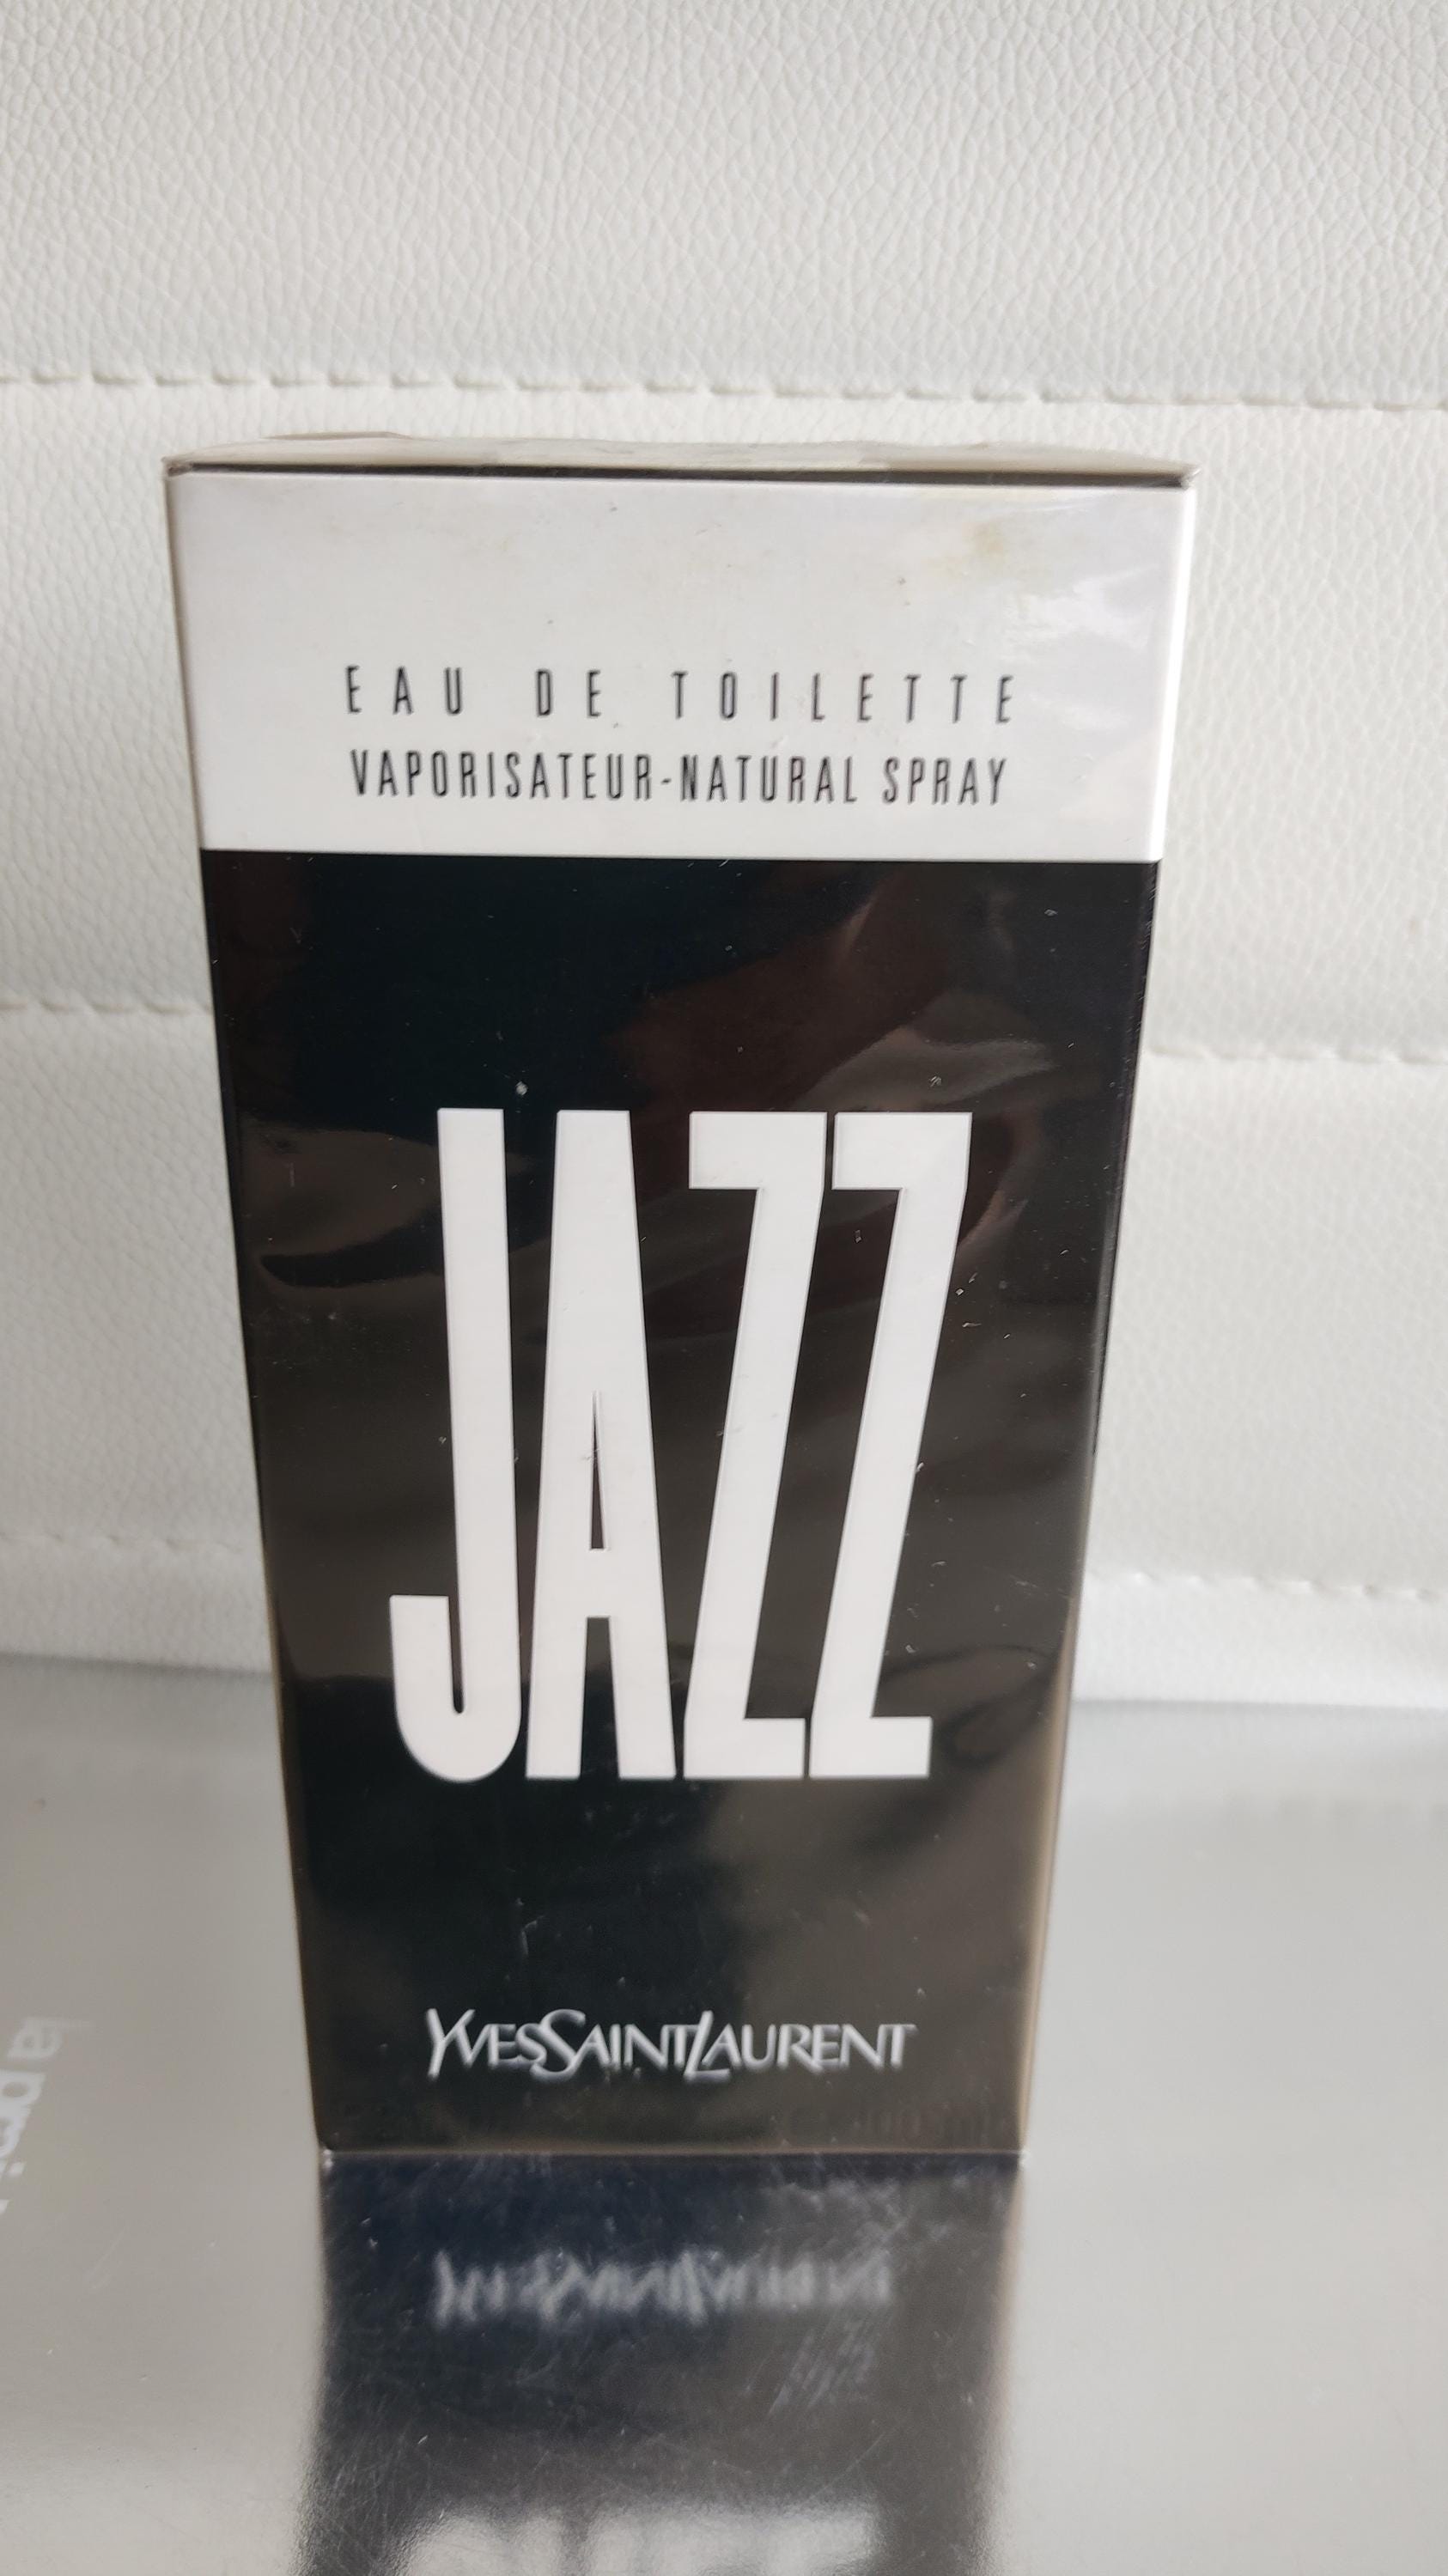 EAU DE TOILETTE
VAPORISATEUR-NATURAL SPRAY
JAZZ
YVESSAINTLAURENT